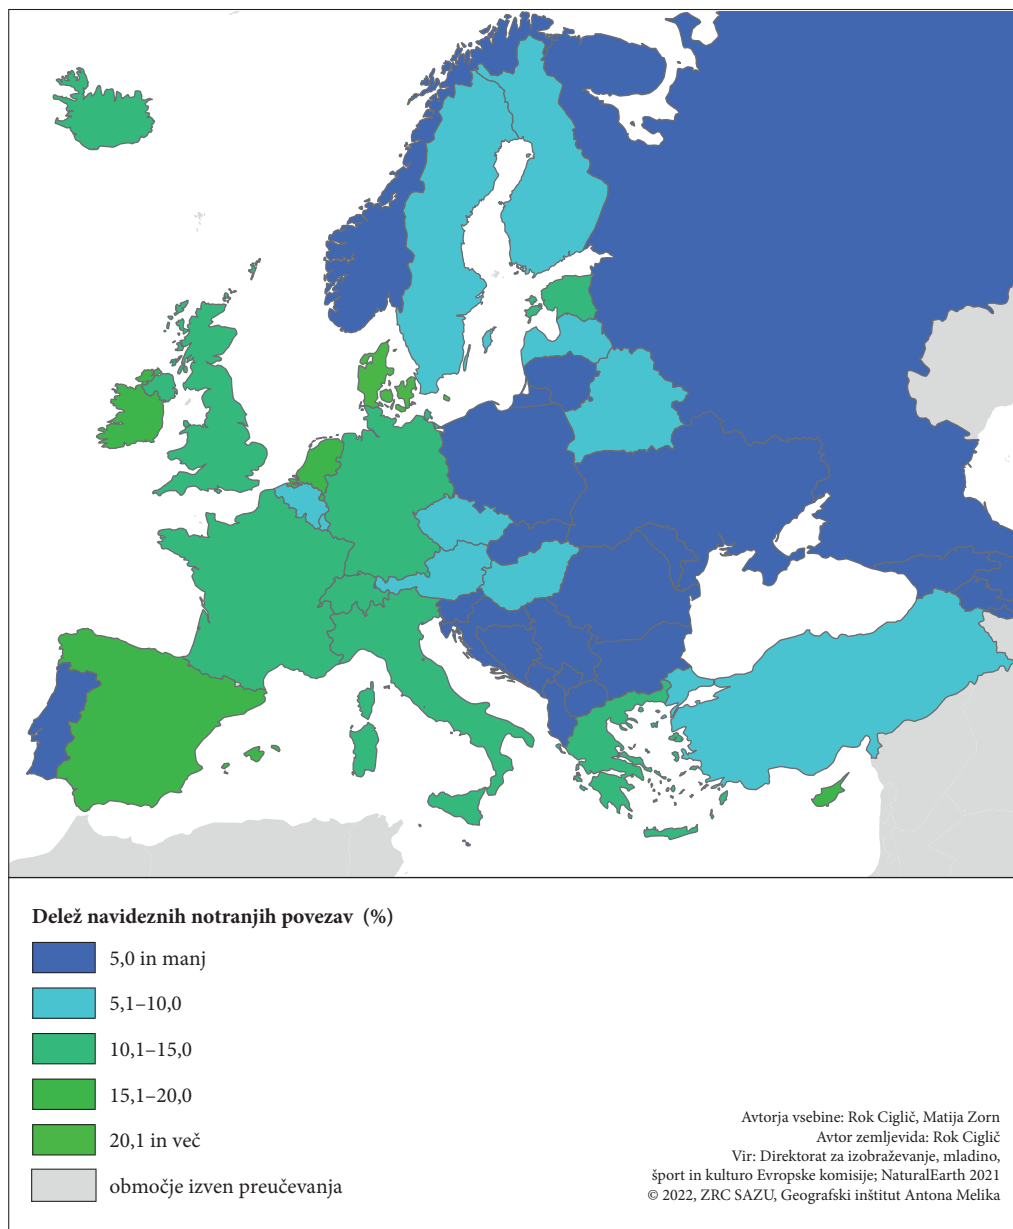 Delež navideznih notranjih povezav (%)
5,0 in manj
5,1–10,0
10,1–15,0
15,1–20,0
20,1 in več
območje izven preučevanja
Avtorja vsebine: Rok Ciglič, Matija Zorn
Avtor zemljevida: Rok Ciglič
Vir: Direktorat za izobraževanje, mladino,
šport in kulturo Evropske komisije; NaturalEarth 2021
© 2022, ZRC SAZU, Geografski inštitut Antona Melika